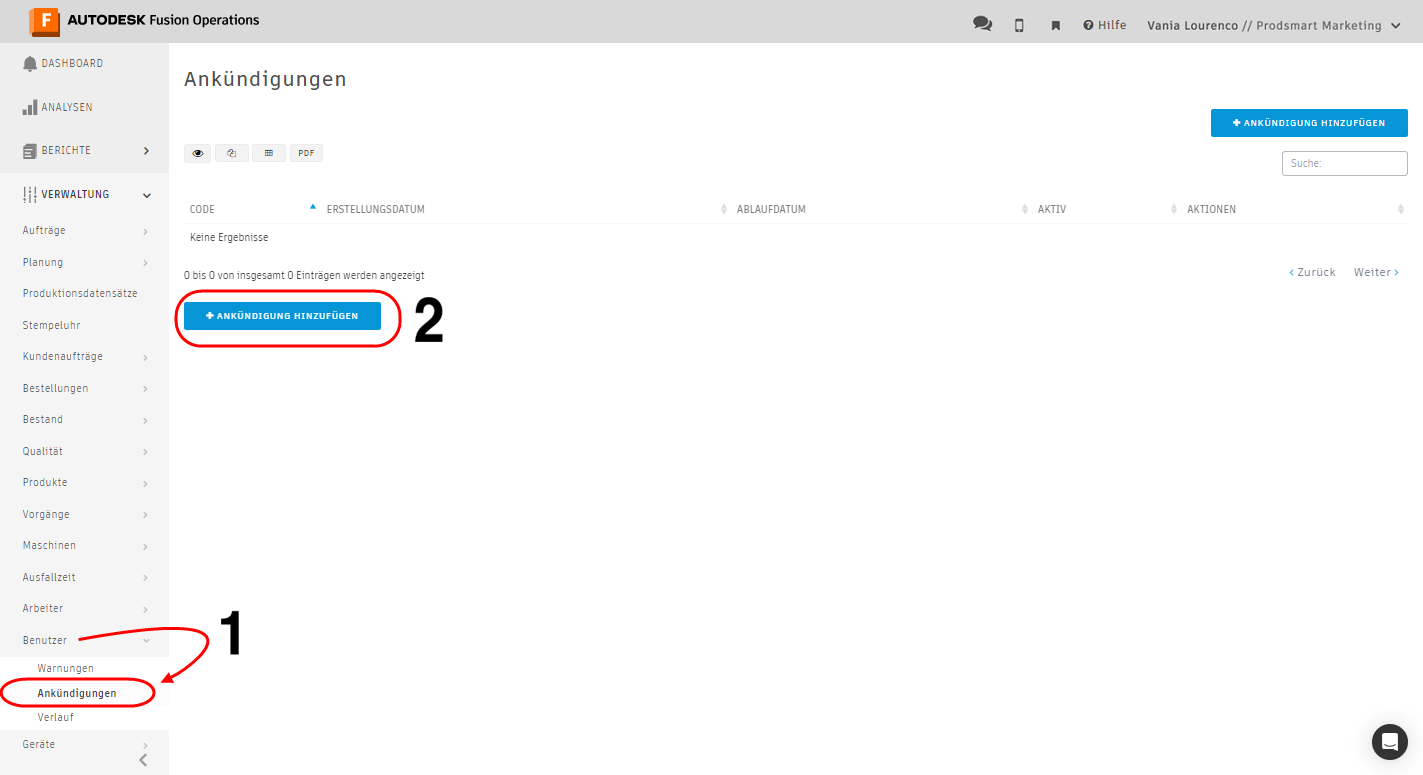 F AUTODESK Fusion Operations
Hilfe Vania Lourenco // Prodsmart Marketing
DASHBOARD
ANALYSEN
BERICHTE
VERWALTUNG
Aufträge
Planung
Produktionsdatensätze
Stempeluhr
Kundenaufträge
Bestellungen
Bestand
Qualität
Produkte
Vorgänge
Maschinen
Ausfallzeit
Arbeiter
Benutzer
Warnungen
Ankündigungen
Verlauf
Geräte
1
Ankündigungen
+ ANKÜNDIGUNG HINZUFÜGEN
PDF
Suche:
CODE ERSTELLUNGSDATUM ABLAUFDATUM AKTIV AKTIONEN
Keine Ergebnisse
0 bis 0 von insgesamt 0 Einträgen werden angezeigt
‹ Zurück Weiter ›
+ ANKÜNDIGUNG HINZUFÜGEN
2